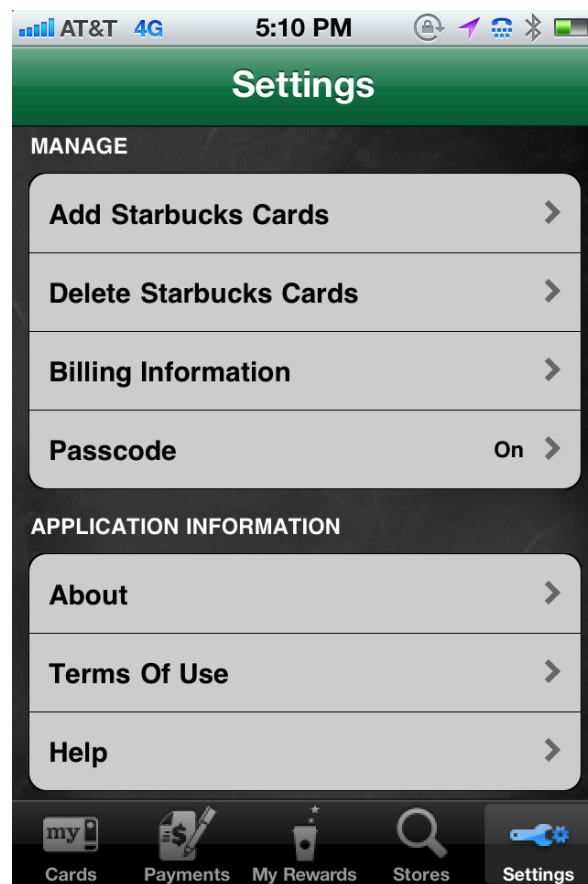 AT&T 4G 5:10 PM
Settings
MANAGE
Add Starbucks Cards
Delete Starbucks Cards
Billing Information
Passcode On
APPLICATION INFORMATION
About
Terms Of Use
Help
my $
Cards Payments My Rewards Stores Settings